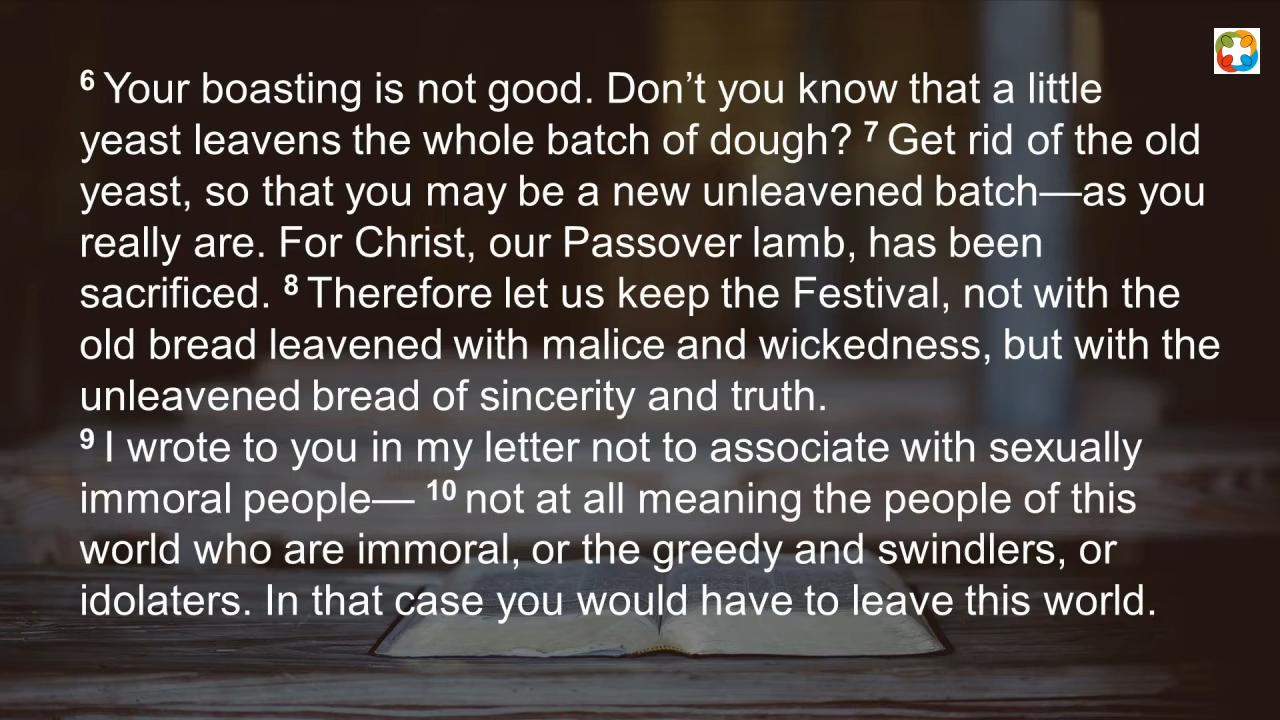 6 Your boasting is not good. Don’t you know that a little
yeast leavens the whole batch of dough? 7 Get rid of the old
yeast, so that you may be a new unleavened batch—as you
really are. For Christ, our Passover lamb, has been
sacrificed. 8 Therefore let us keep the Festival, not with the
old bread leavened with malice and wickedness, but with the
unleavened bread of sincerity and truth.
9 I wrote to you in my letter not to associate with sexually
immoral people— 10 not at all meaning the people of this
world who are immoral, or the greedy and swindlers, or
idolaters. In that case you would have to leave this world.